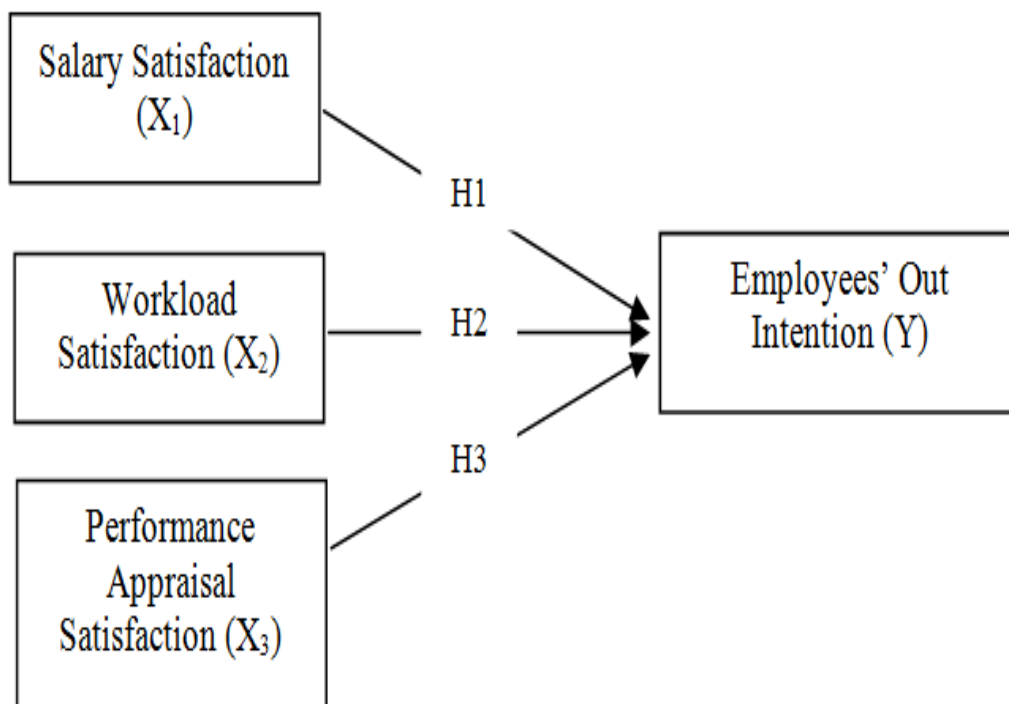 Salary Satisfaction
(X₁)
H1
Workload
Satisfaction (X₂)
H2
Employees’ Out
Intention (Y)
H3
Performance
Appraisal
Satisfaction (X₃)